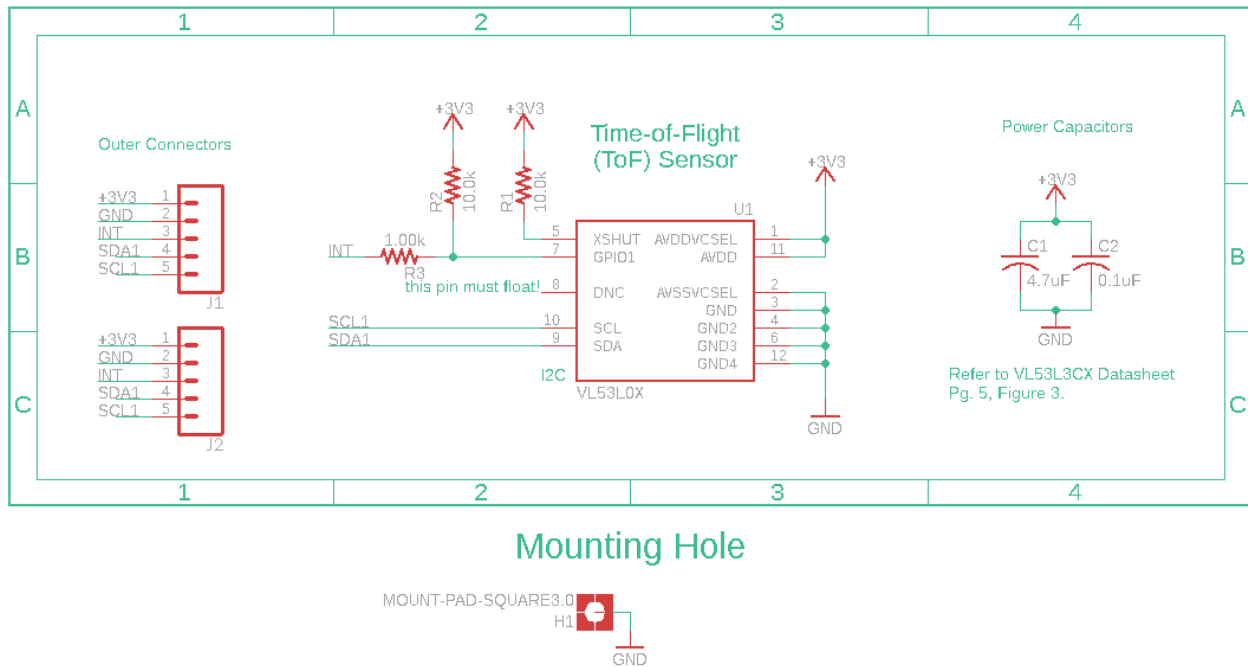 1 2 3 4
A A
+3V3 +3V3
Time-of-Flight
(ToF) Sensor
Power Capacitors
Outer Connectors
+3V3
+3V3
R2
10.0k
R1
10.0k
+3V3 1
GND 2
INT 3
SDA1 4
SCL1 5
J1
U1
5 XSHUT AVDDVCSEL 1
7 GPIO1 AVDD 11
8 DNC AVSSVCSEL 2
GND 3
10 SCL GND2 4
9 SDA GND3 6
GND4 12
INT
1.00k
R3
this pin must float!
SCL1
SDA1
I2C
VL53L0X
GND
B B
C1
4.7uF
C2
0.1uF
GND
+3V3 1
GND 2
INT 3
SDA1 4
SCL1 5
J2
Refer to VL53L3CX Datasheet
Pg. 5, Figure 3.
C C
1 2 3 4
Mounting Hole
MOUNT-PAD-SQUARE3.0
H1
GND